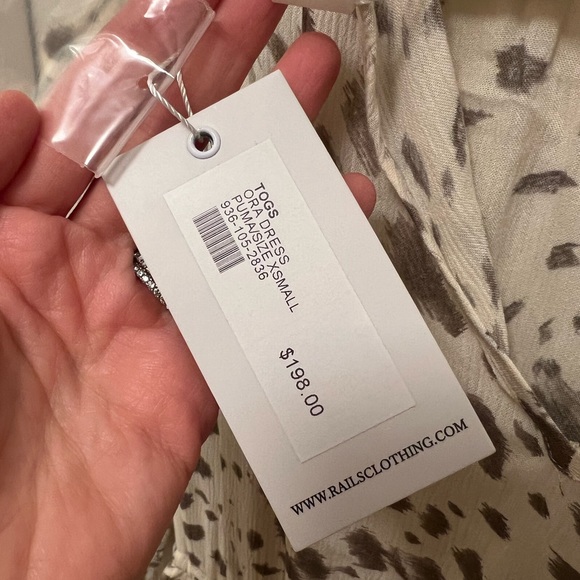 TOGS
ORA DRESS
PUMA/SIZE XSMALL
936-105-2836
$198.00
WWW.RAILSCLOTHING.COM